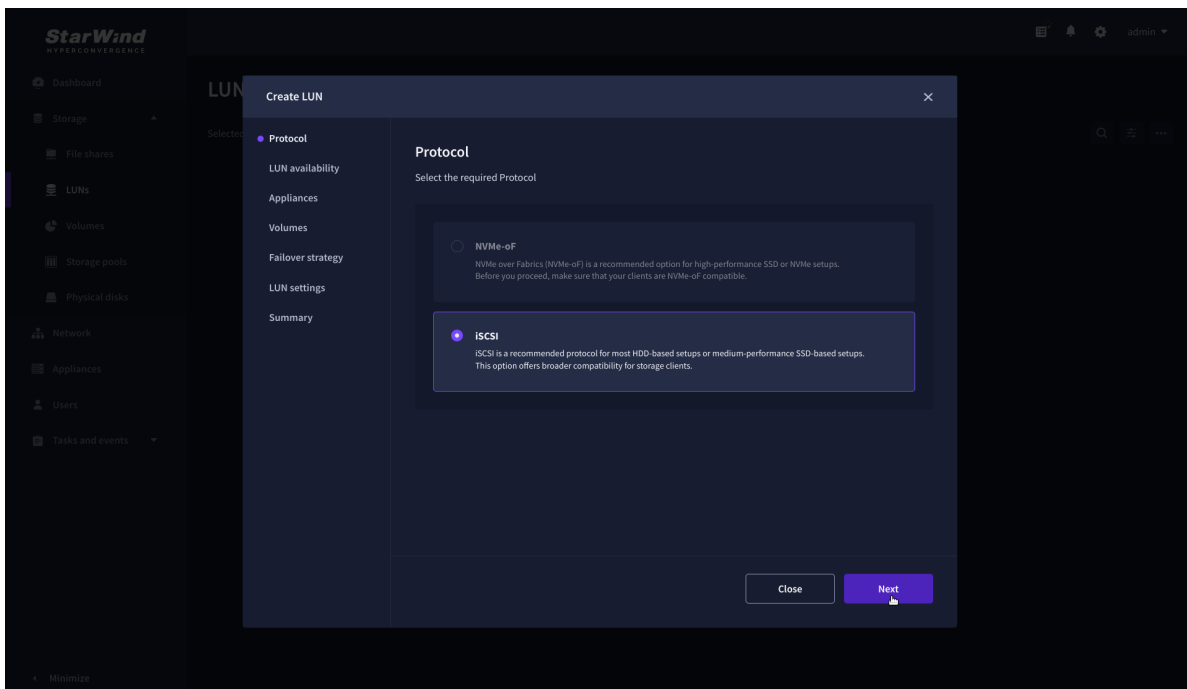 StarWind
HYPERCONVERGENCE
admin
Dashboard
Storage
File shares
LUNs
Volumes
Storage pools
Physical disks
Network
Appliances
Users
Tasks and events
Minimize
LUN
Selected
Create LUN
Protocol
LUN availability
Appliances
Volumes
Failover strategy
LUN settings
Summary
Protocol
Select the required Protocol
NVMe-oF
NVMe over Fabrics (NVMe-oF) is a recommended option for high-performance SSD or NVMe setups.
Before you proceed, make sure that your clients are NVMe-oF compatible.
iSCSI
iSCSI is a recommended protocol for most HDD-based setups or medium-performance SSD-based setups.
This option offers broader compatibility for storage clients.
Close
Next